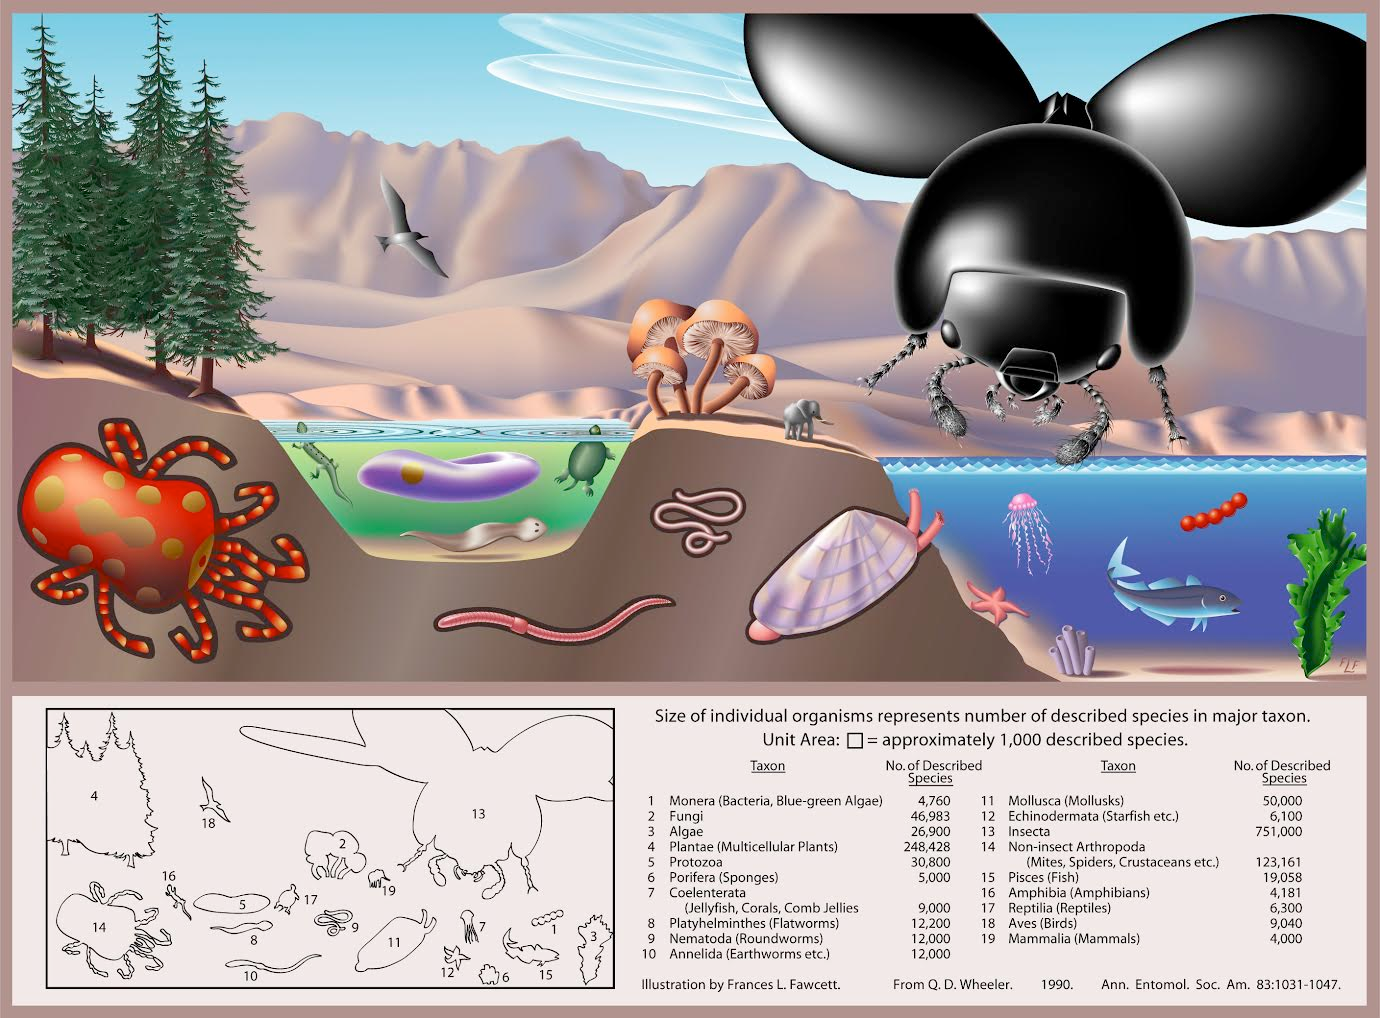 FLF
Size of individual organisms represents number of described species in major taxon.
Unit Area: = approximately 1,000 described species.
Taxon No. of Described Species
1 Monera (Bacteria, Blue-green Algae) 4,760
2 Fungi 46,983
3 Algae 26,900
4 Plantae (Multicellular Plants) 248,428
5 Protozoa 30,800
6 Porifera (Sponges) 5,000
7 Coelenterata
(Jellyfish, Corals, Comb Jellies 9,000
8 Platyhelminthes (Flatworms) 12,200
9 Nematoda (Roundworms) 12,000
10 Annelida (Earthworms etc.) 12,000
Taxon No. of Described Species
11 Mollusca (Mollusks) 50,000
12 Echinodermata (Starfish etc.) 6,100
13 Insecta 751,000
14 Non-insect Arthropoda
(Mites, Spiders, Crustaceans etc.) 123,161
15 Pisces (Fish) 19,058
16 Amphibia (Amphibians) 4,181
17 Reptilia (Reptiles) 6,300
18 Aves (Birds) 9,040
19 Mammalia (Mammals) 4,000
Illustration by Frances L. Fawcett. From Q. D. Wheeler. 1990. Ann. Entomol. Soc. Am. 83:1031-1047.
4
18
13
2
19
16
5
17
14
8
9
11
7
1
3
10
12
6
15